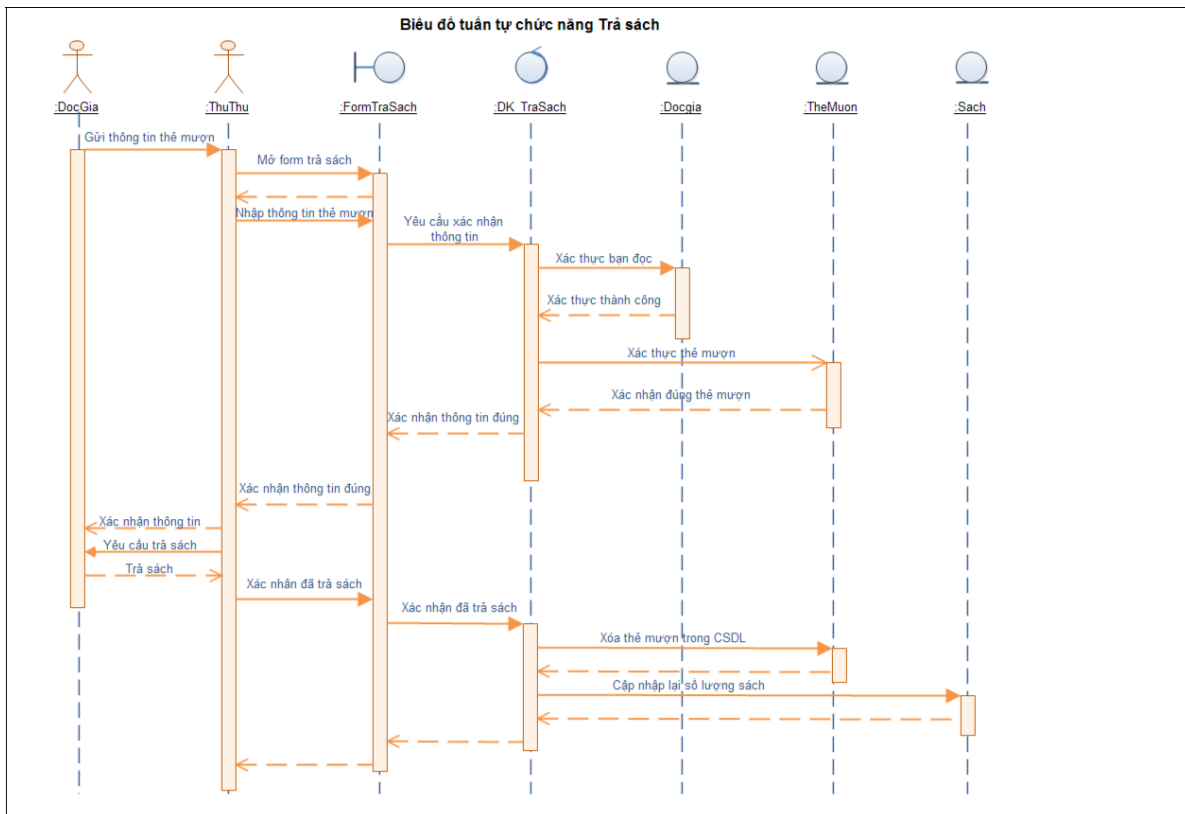 Biểu đồ tuần tự chức năng Trả sách
:DocGia
:ThuThu
:FormTraSach
:DK_TraSach
:Docgia
:TheMuon
:Sach
Gửi thông tin thẻ mượn
Mở form trả sách
Nhập thông tin thẻ mượn
Yêu cầu xác nhận
thông tin
Xác thực bạn đọc
Xác thực thành công
Xác thực thẻ mượn
Xác nhận đúng thẻ mượn
Xác nhận thông tin đúng
Xác nhận thông tin đúng
Xác nhận thông tin
Yêu cầu trả sách
Trả sách
Xác nhân đã trả sách
Xác nhận đã trả sách
Xóa thẻ mượn trong CSDL
Cập nhập lại số lượng sách